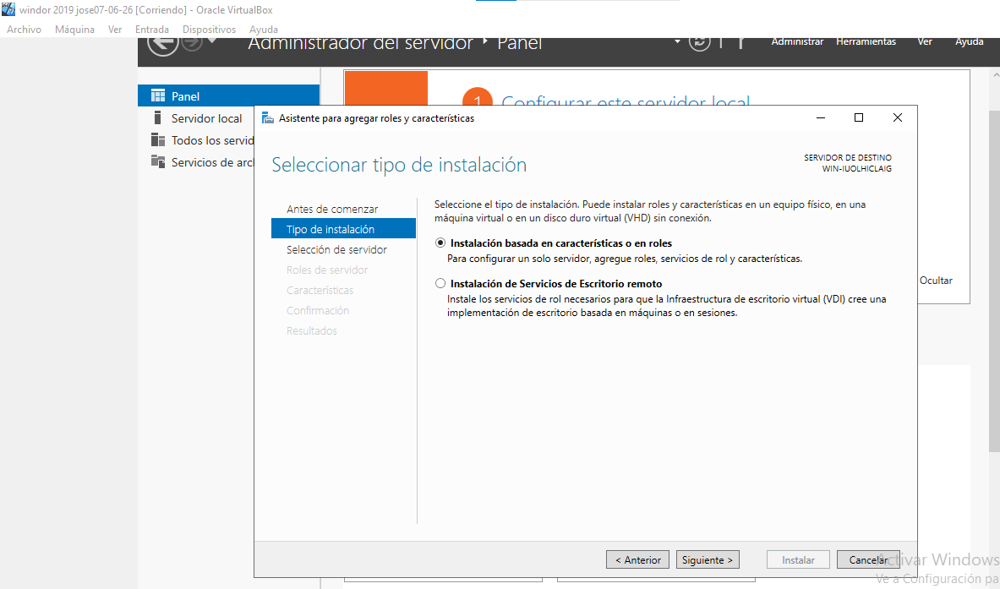 windor 2019 jose07-06-26 [Corriendo] - Oracle VirtualBox
Archivo Máquina Ver Entrada Dispositivos Ayuda
Administrador del servidor Panel
Administrar Herramientas Ver Ayuda
Panel
Servidor local
Todos los servid
Servicios de arcl
1 Configurar este servidor local
Ocultar
Asistente para agregar roles y características
Seleccionar tipo de instalación
SERVIDOR DE DESTINO
WIN-IUOLHICLAIG
Antes de comenzar
Tipo de instalación
Selección de servidor
Roles de servidor
Características
Confirmación
Resultados
Seleccione el tipo de instalación. Puede instalar roles y características en un equipo físico, en una
máquina virtual o en un disco duro virtual (VHD) sin conexión.
Instalación basada en características o en roles
Para configurar un solo servidor, agregue roles, servicios de rol y características.
Instalación de Servicios de Escritorio remoto
Instale los servicios de rol necesarios para que la Infraestructura de escritorio virtual (VDI) cree una
implementación de escritorio basada en máquinas o en sesiones.
< Anterior Siguiente > Instalar Cancelar
Activar Windows
Ve a Configuración pa